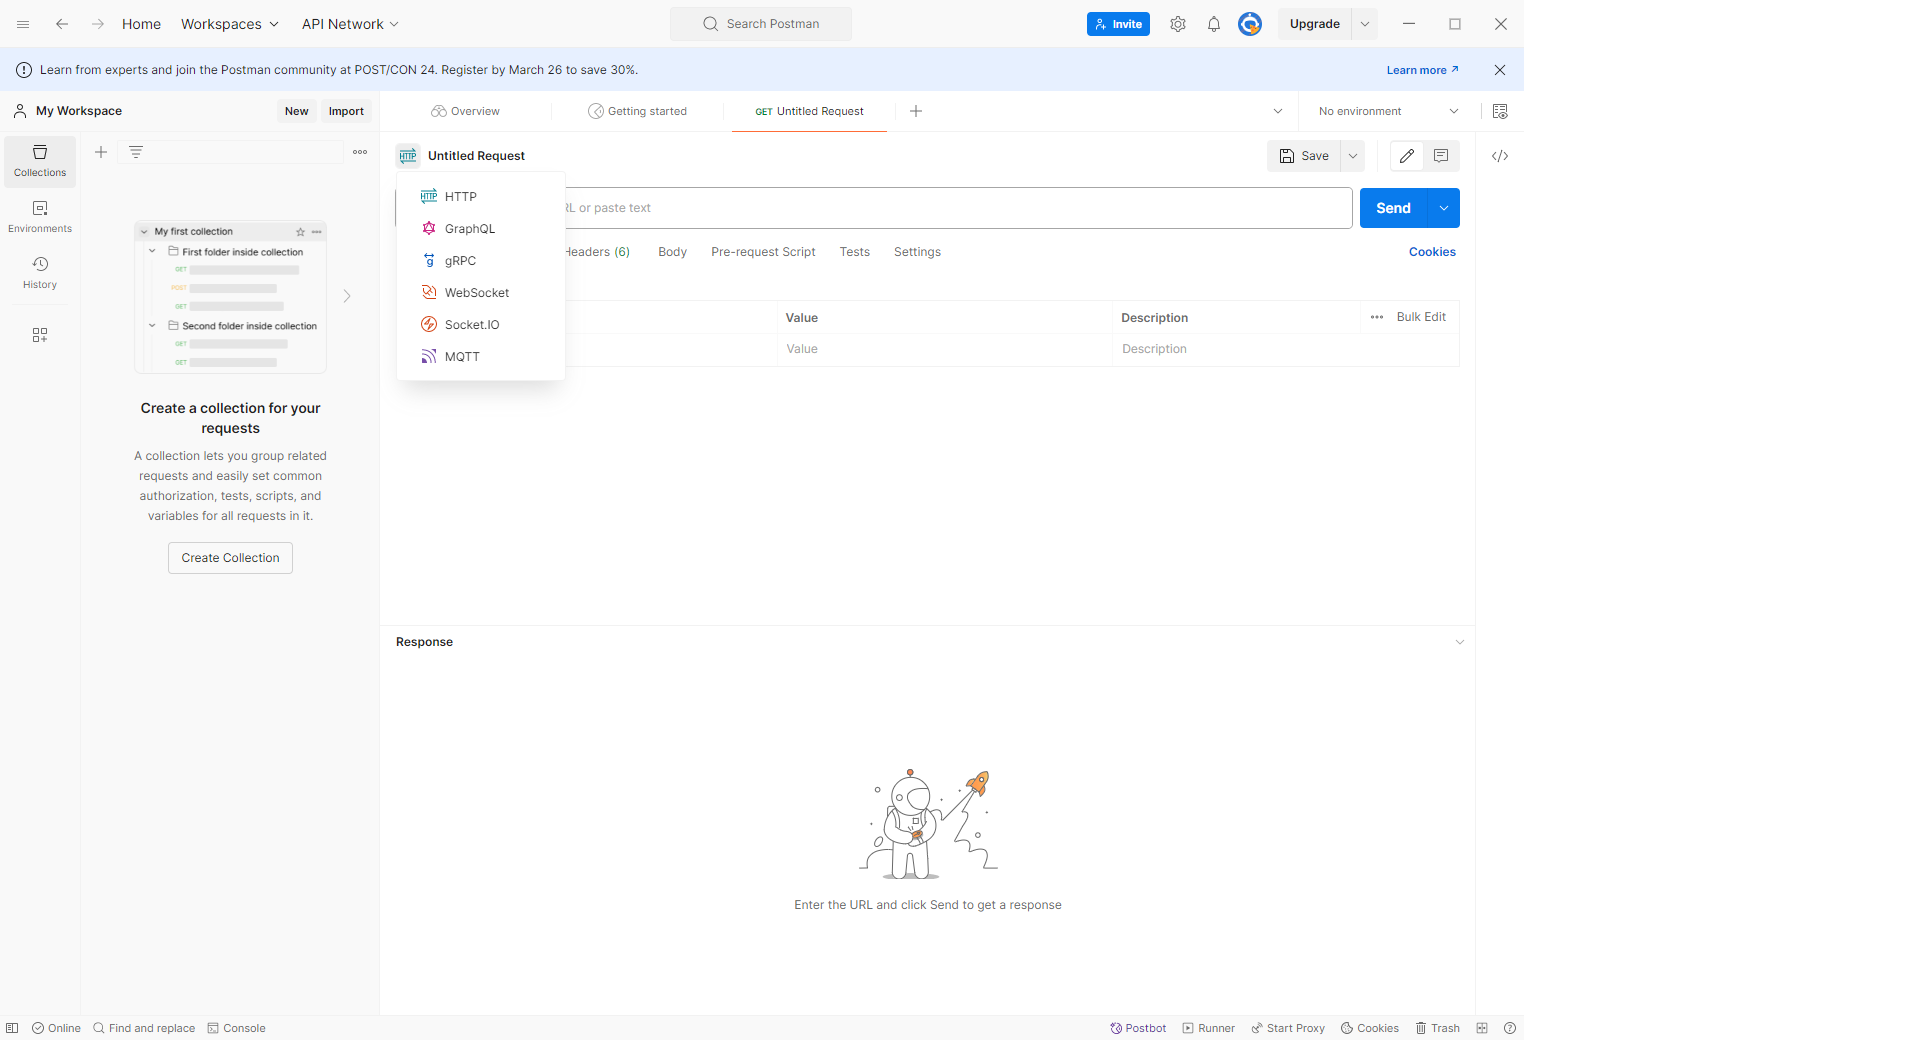 Home Workspaces API Network Search Postman Invite Upgrade
Learn from experts and join the Postman community at POST/CON 24. Register by March 26 to save 30%. Learn more
My Workspace New Import Overview Getting started GET Untitled Request No environment
Collections
Environments
History
My first collection
First folder inside collection
GET
POST
GET
Second folder inside collection
GET
GET
Create a collection for your
requests
A collection lets you group related
requests and easily set common
authorization, tests, scripts, and
variables for all requests in it.
Create Collection
HTTP Untitled Request Save
HTTP HTTP
GraphQL
g gRPC
WebSocket
Socket.IO
MQTT
or paste text Send
(6) Body Pre-request Script Tests Settings Cookies
Value Description Bulk Edit
Value Description
Response
Enter the URL and click Send to get a response
Online Find and replace Console Postbot Runner Start Proxy Cookies Trash